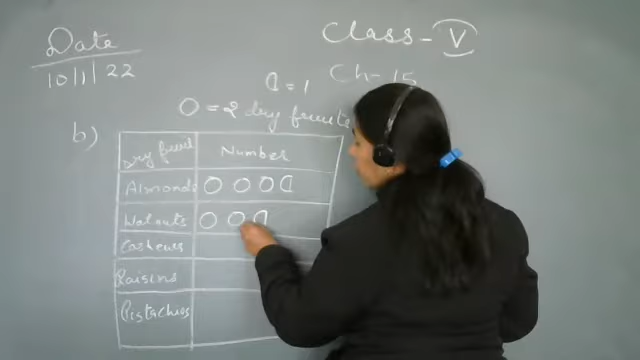 Date
10/1/22
Class - V
Ch - 15
D = 1
O = 2 dry fruits
b)
Dry fruit Number
Almonds O O O D
Walnuts O O D
Cashews
Raisins
Pistachios